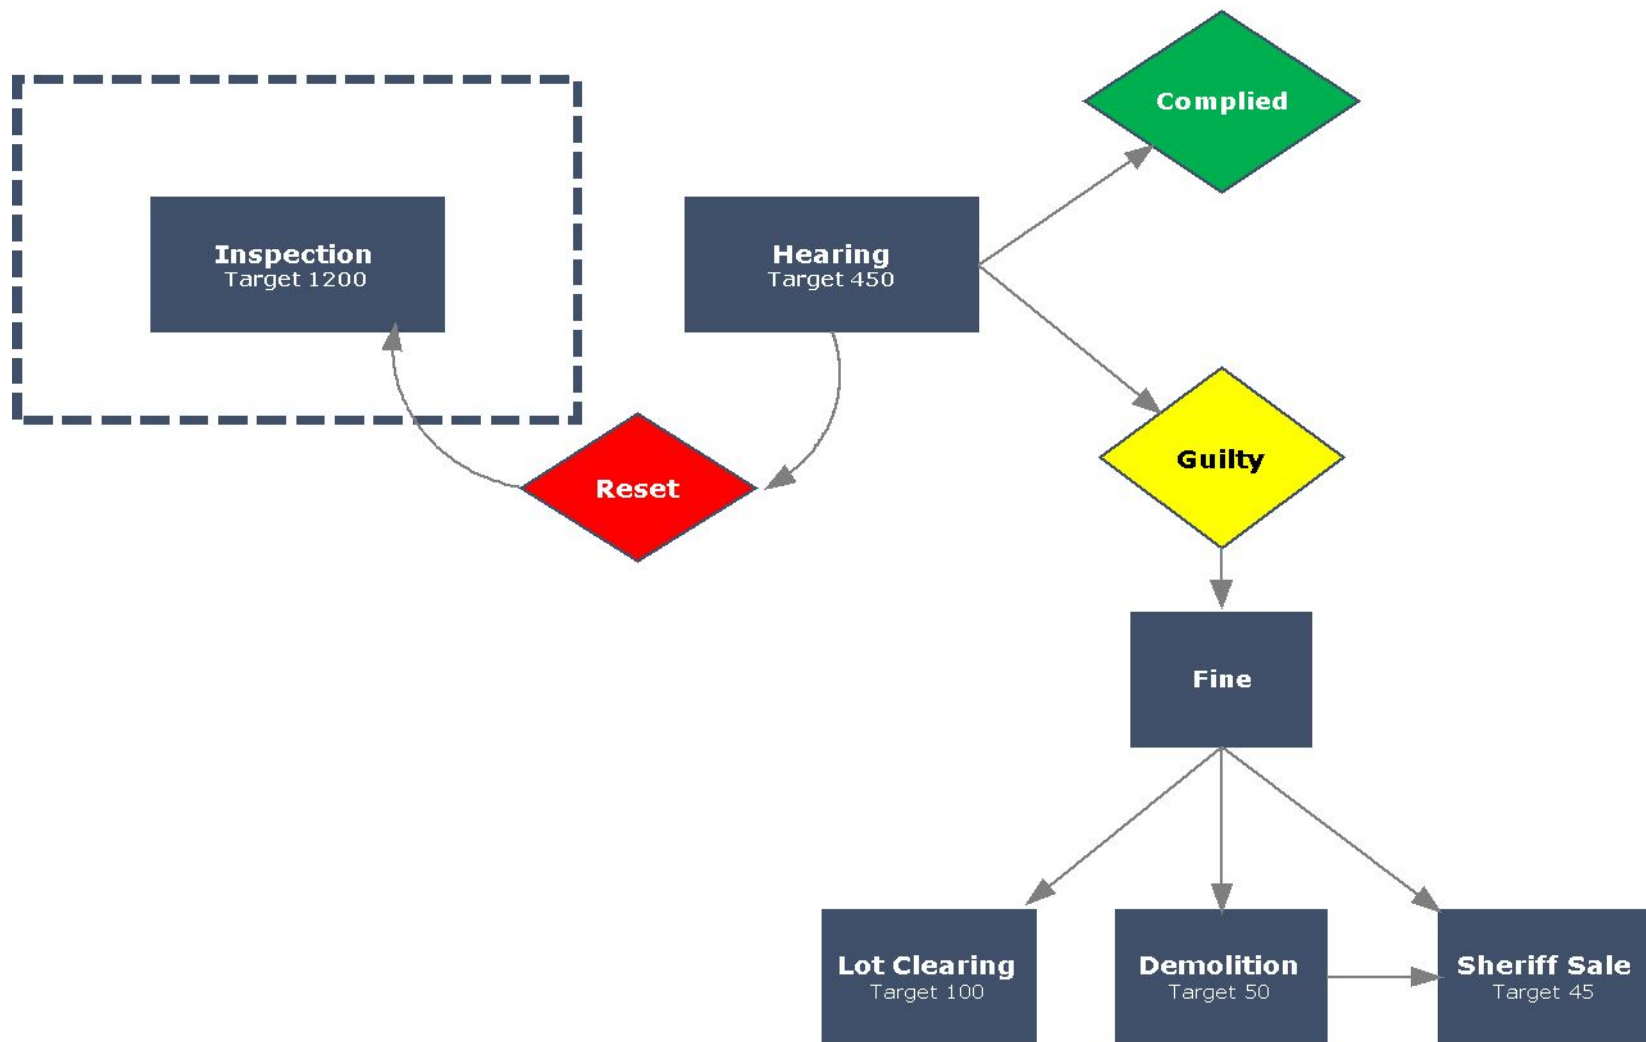 Complied
Inspection
Target 1200
Hearing
Target 450
Guilty
Reset
Fine
Lot Clearing
Target 100
Demolition
Target 50
Sheriff Sale
Target 45